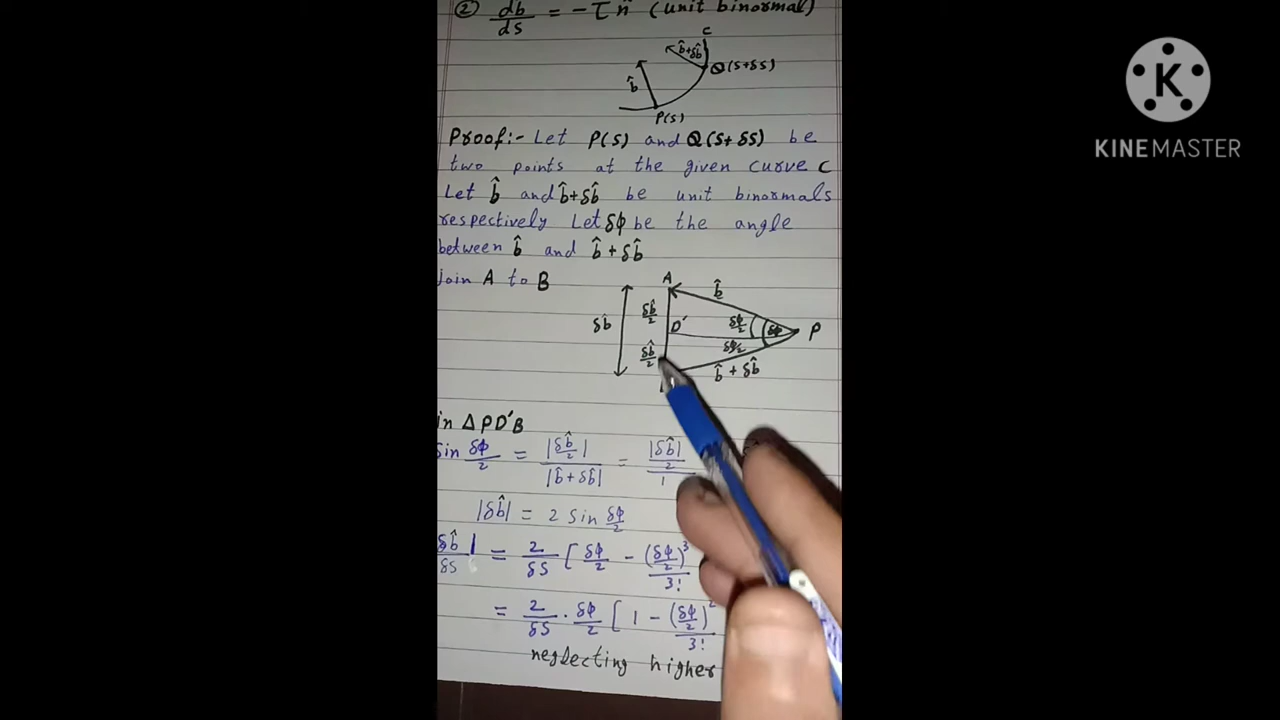 ② db/ds = -τ n̂ (unit binormal)
C
b̂+δb̂
Q(s+δs)
b̂
P(s)
Proof:- Let P(s) and Q(s+δs) be
two points at the given curve C
Let b̂ and b̂+δb̂ be unit binormals
respectively Let δφ be the angle
between b̂ and b̂+δb̂
Join A to B
A
b̂
δb̂/2
δb̂
D'
δφ/2
δφ
P
δφ/2
δb̂/2
b̂ + δb̂
in ΔPD'B
Sin δφ/2 = |δb̂/2| / |b̂+δb̂| = |δb̂|/2 / 1
|δb̂| = 2 Sin δφ/2
δb̂/δs | = 2/δs [ δφ/2 - (δφ/2)³/3!
= 2/δs · δφ/2 [ 1 - (δφ/2)²/3!
neglecting higher
K
KINEMASTER